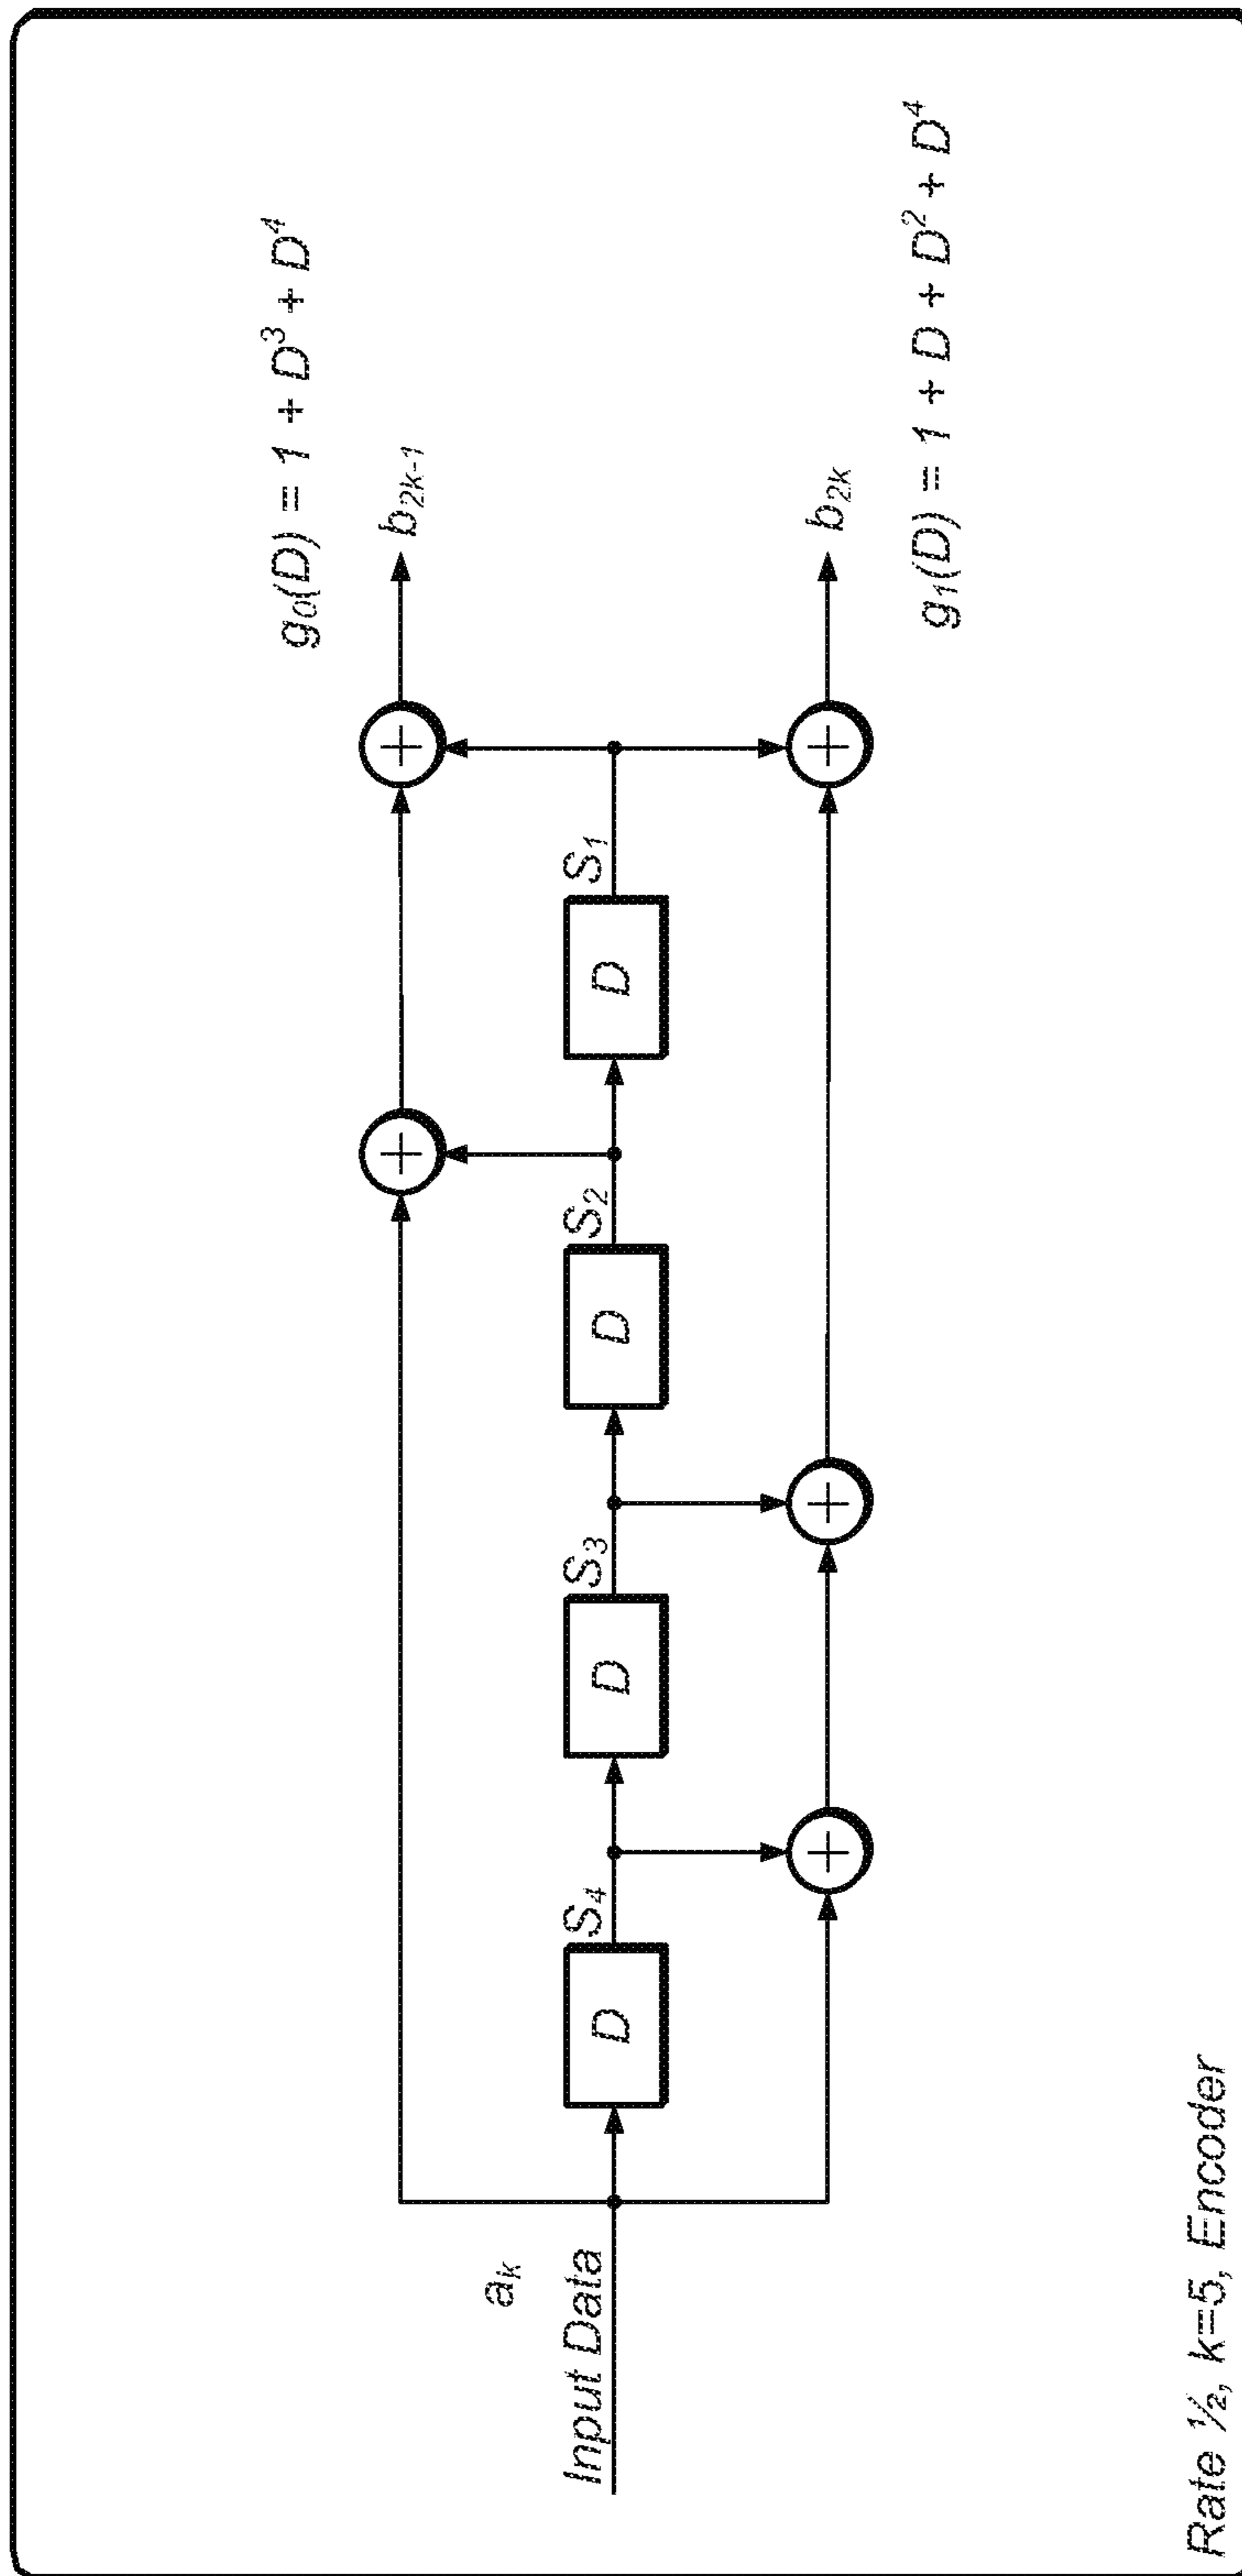 g₀(D) = 1 + D³ + D⁴
b₂ₖ₋₁
aₖ
Input Data
D
S₄
D
S₃
D
S₂
D
S₁
b₂ₖ
g₁(D) = 1 + D + D² + D⁴
Rate ½, k=5, Encoder